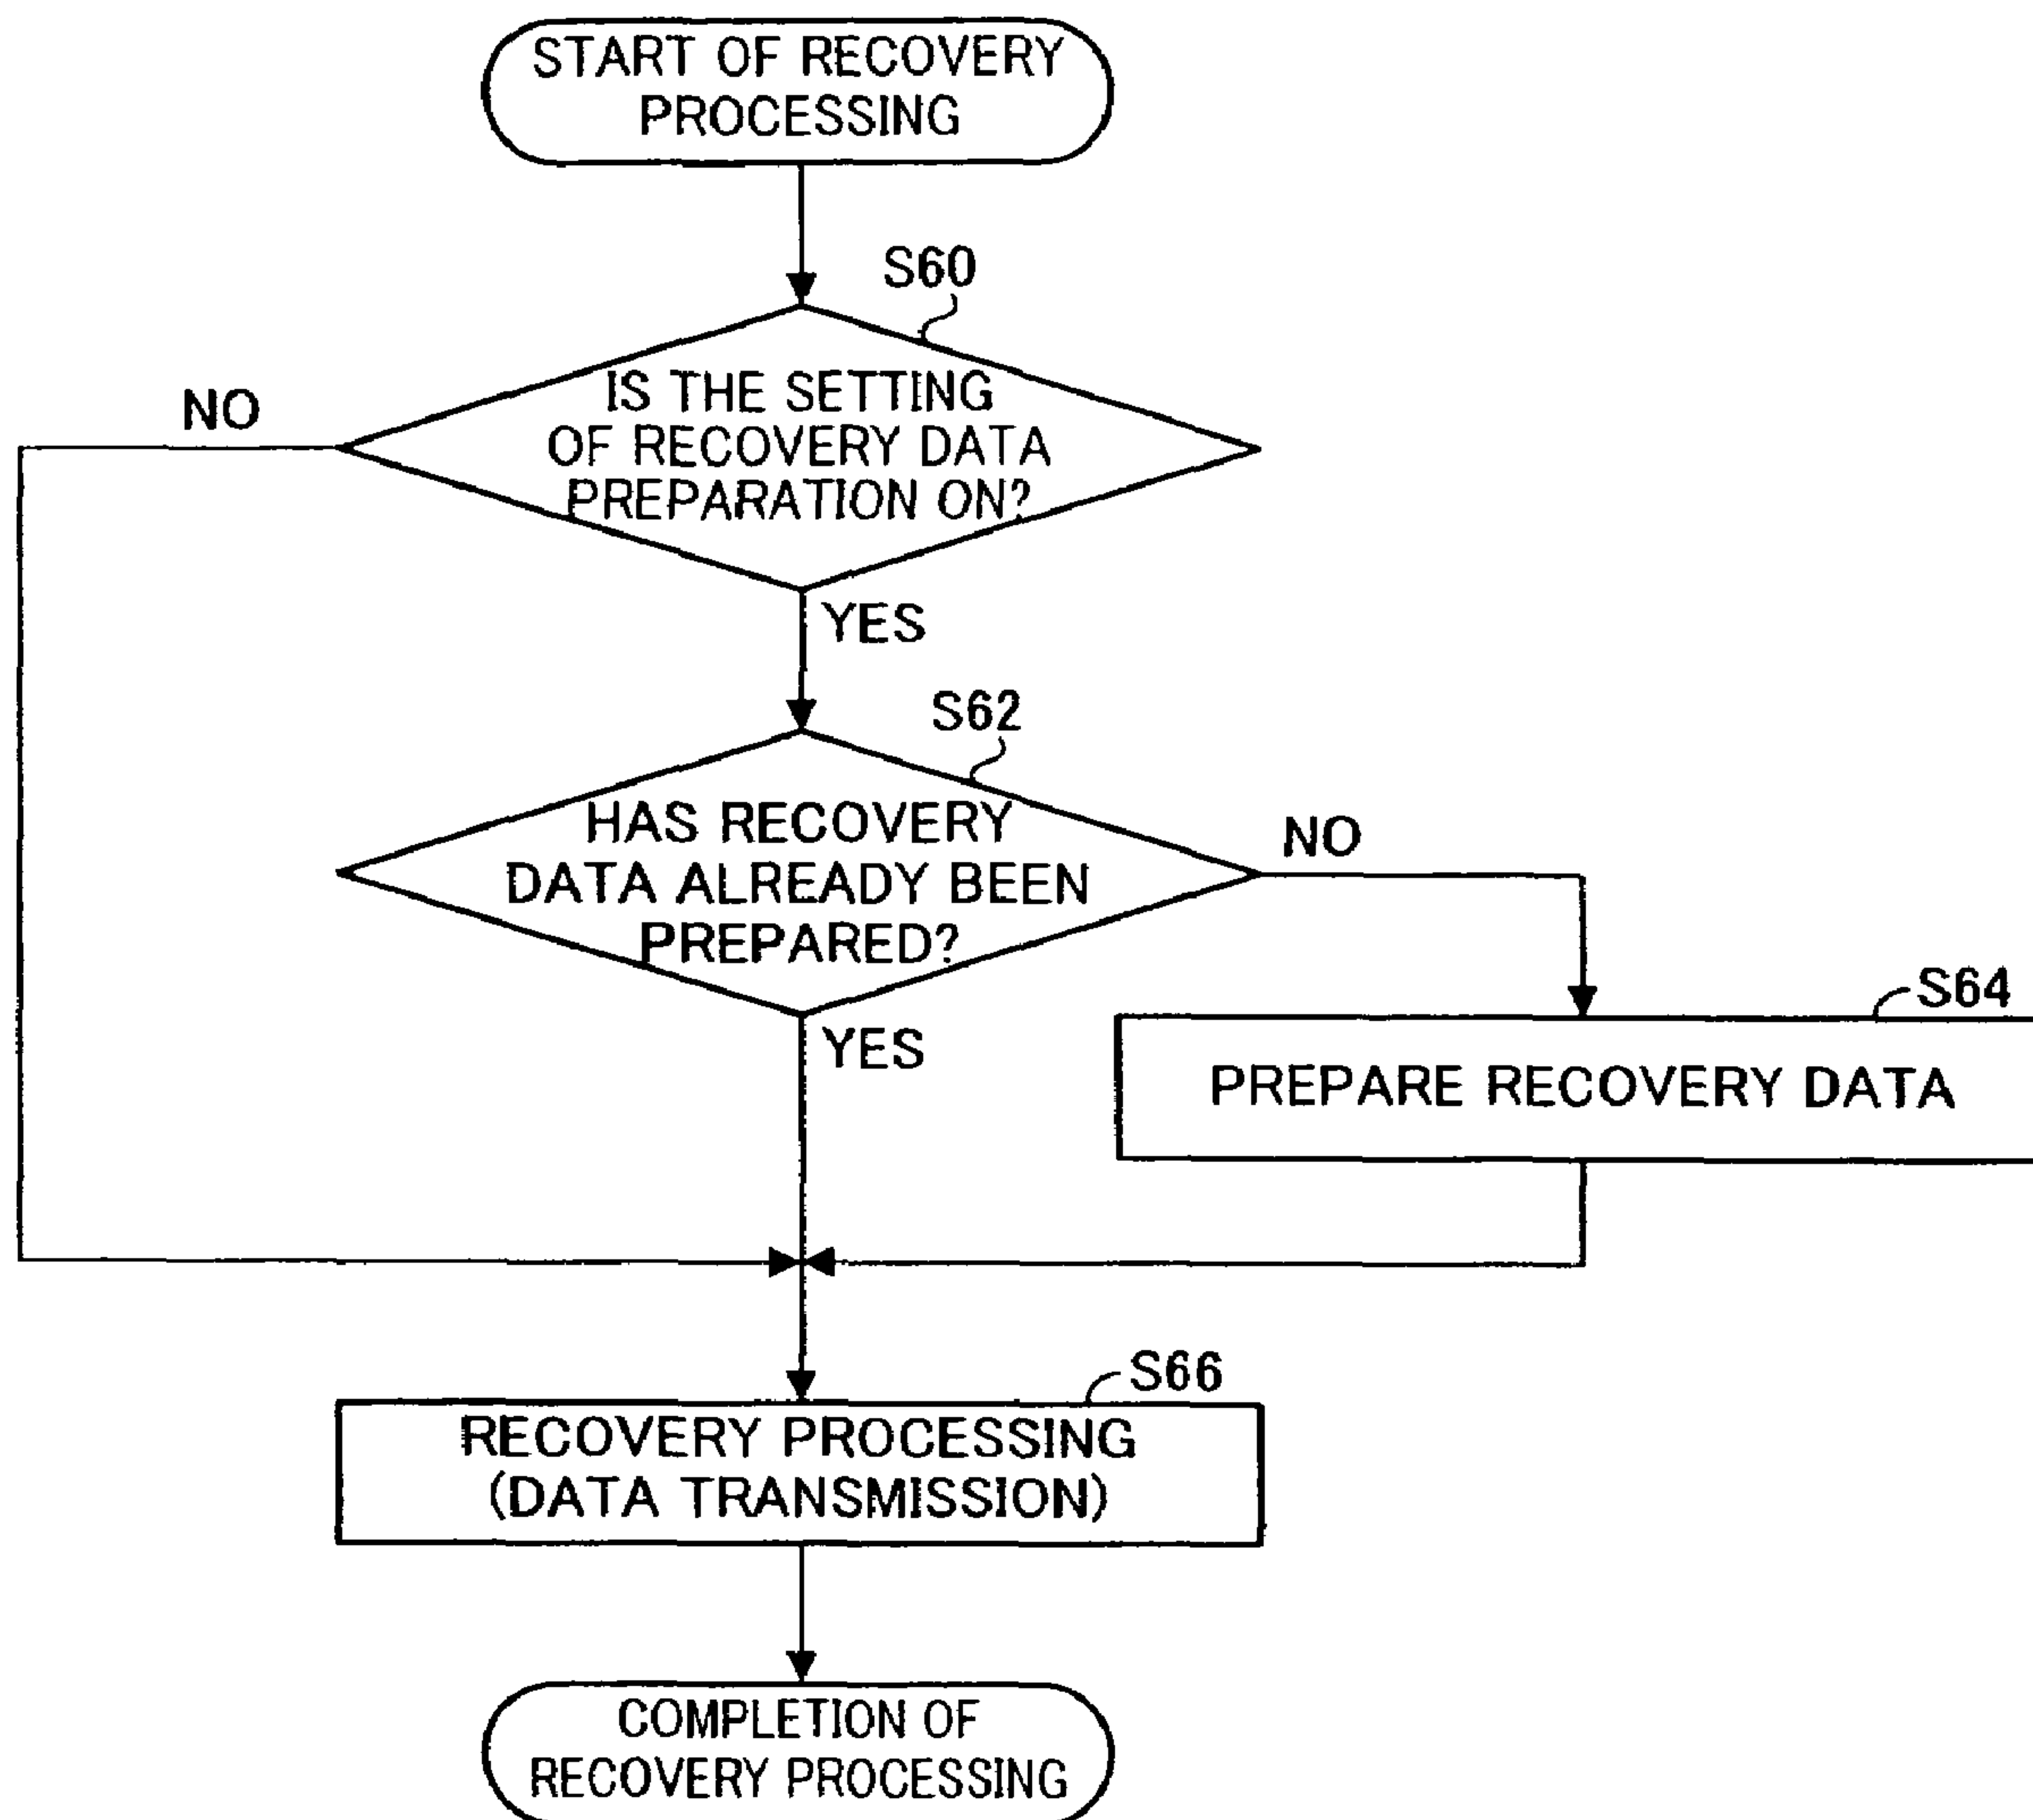 START OF RECOVERY
PROCESSING
S60
IS THE SETTING
OF RECOVERY DATA
PREPARATION ON?
NO
YES
S62
HAS RECOVERY
DATA ALREADY BEEN
PREPARED?
NO
YES
S64
PREPARE RECOVERY DATA
S66
RECOVERY PROCESSING
(DATA TRANSMISSION)
COMPLETION OF
RECOVERY PROCESSING